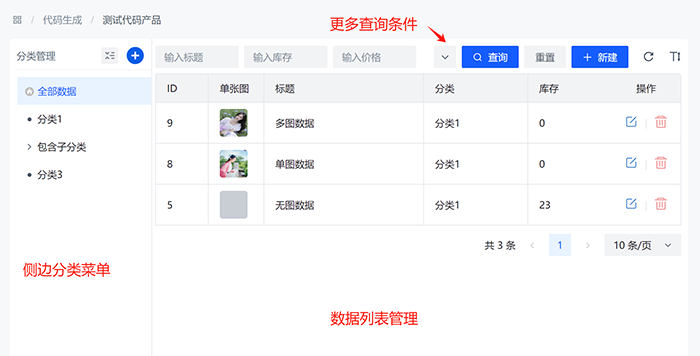 代码生成 / 测试代码产品
更多查询条件
分类管理
输入标题 输入库存 输入价格 查询 重置 新建
全部数据
分类1
包含子分类
分类3
侧边分类菜单
ID 单张图 标题 分类 库存 操作
9 多图数据 分类1 0
8 单图数据 分类1 0
5 无图数据 分类1 23
共 3 条 1 10 条/页
数据列表管理